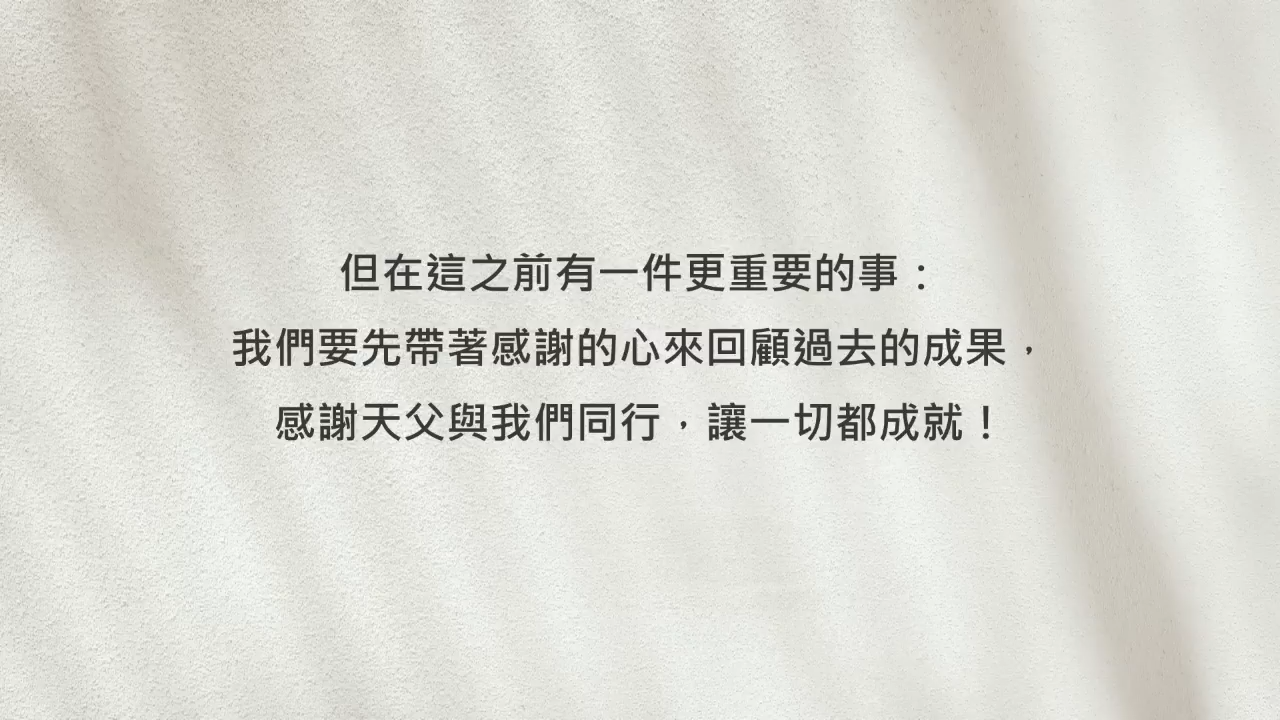 但在這之前有一件更重要的事：
我們要先帶著感謝的心來回顧過去的成果，
感謝天父與我們同行，讓一切都成就！